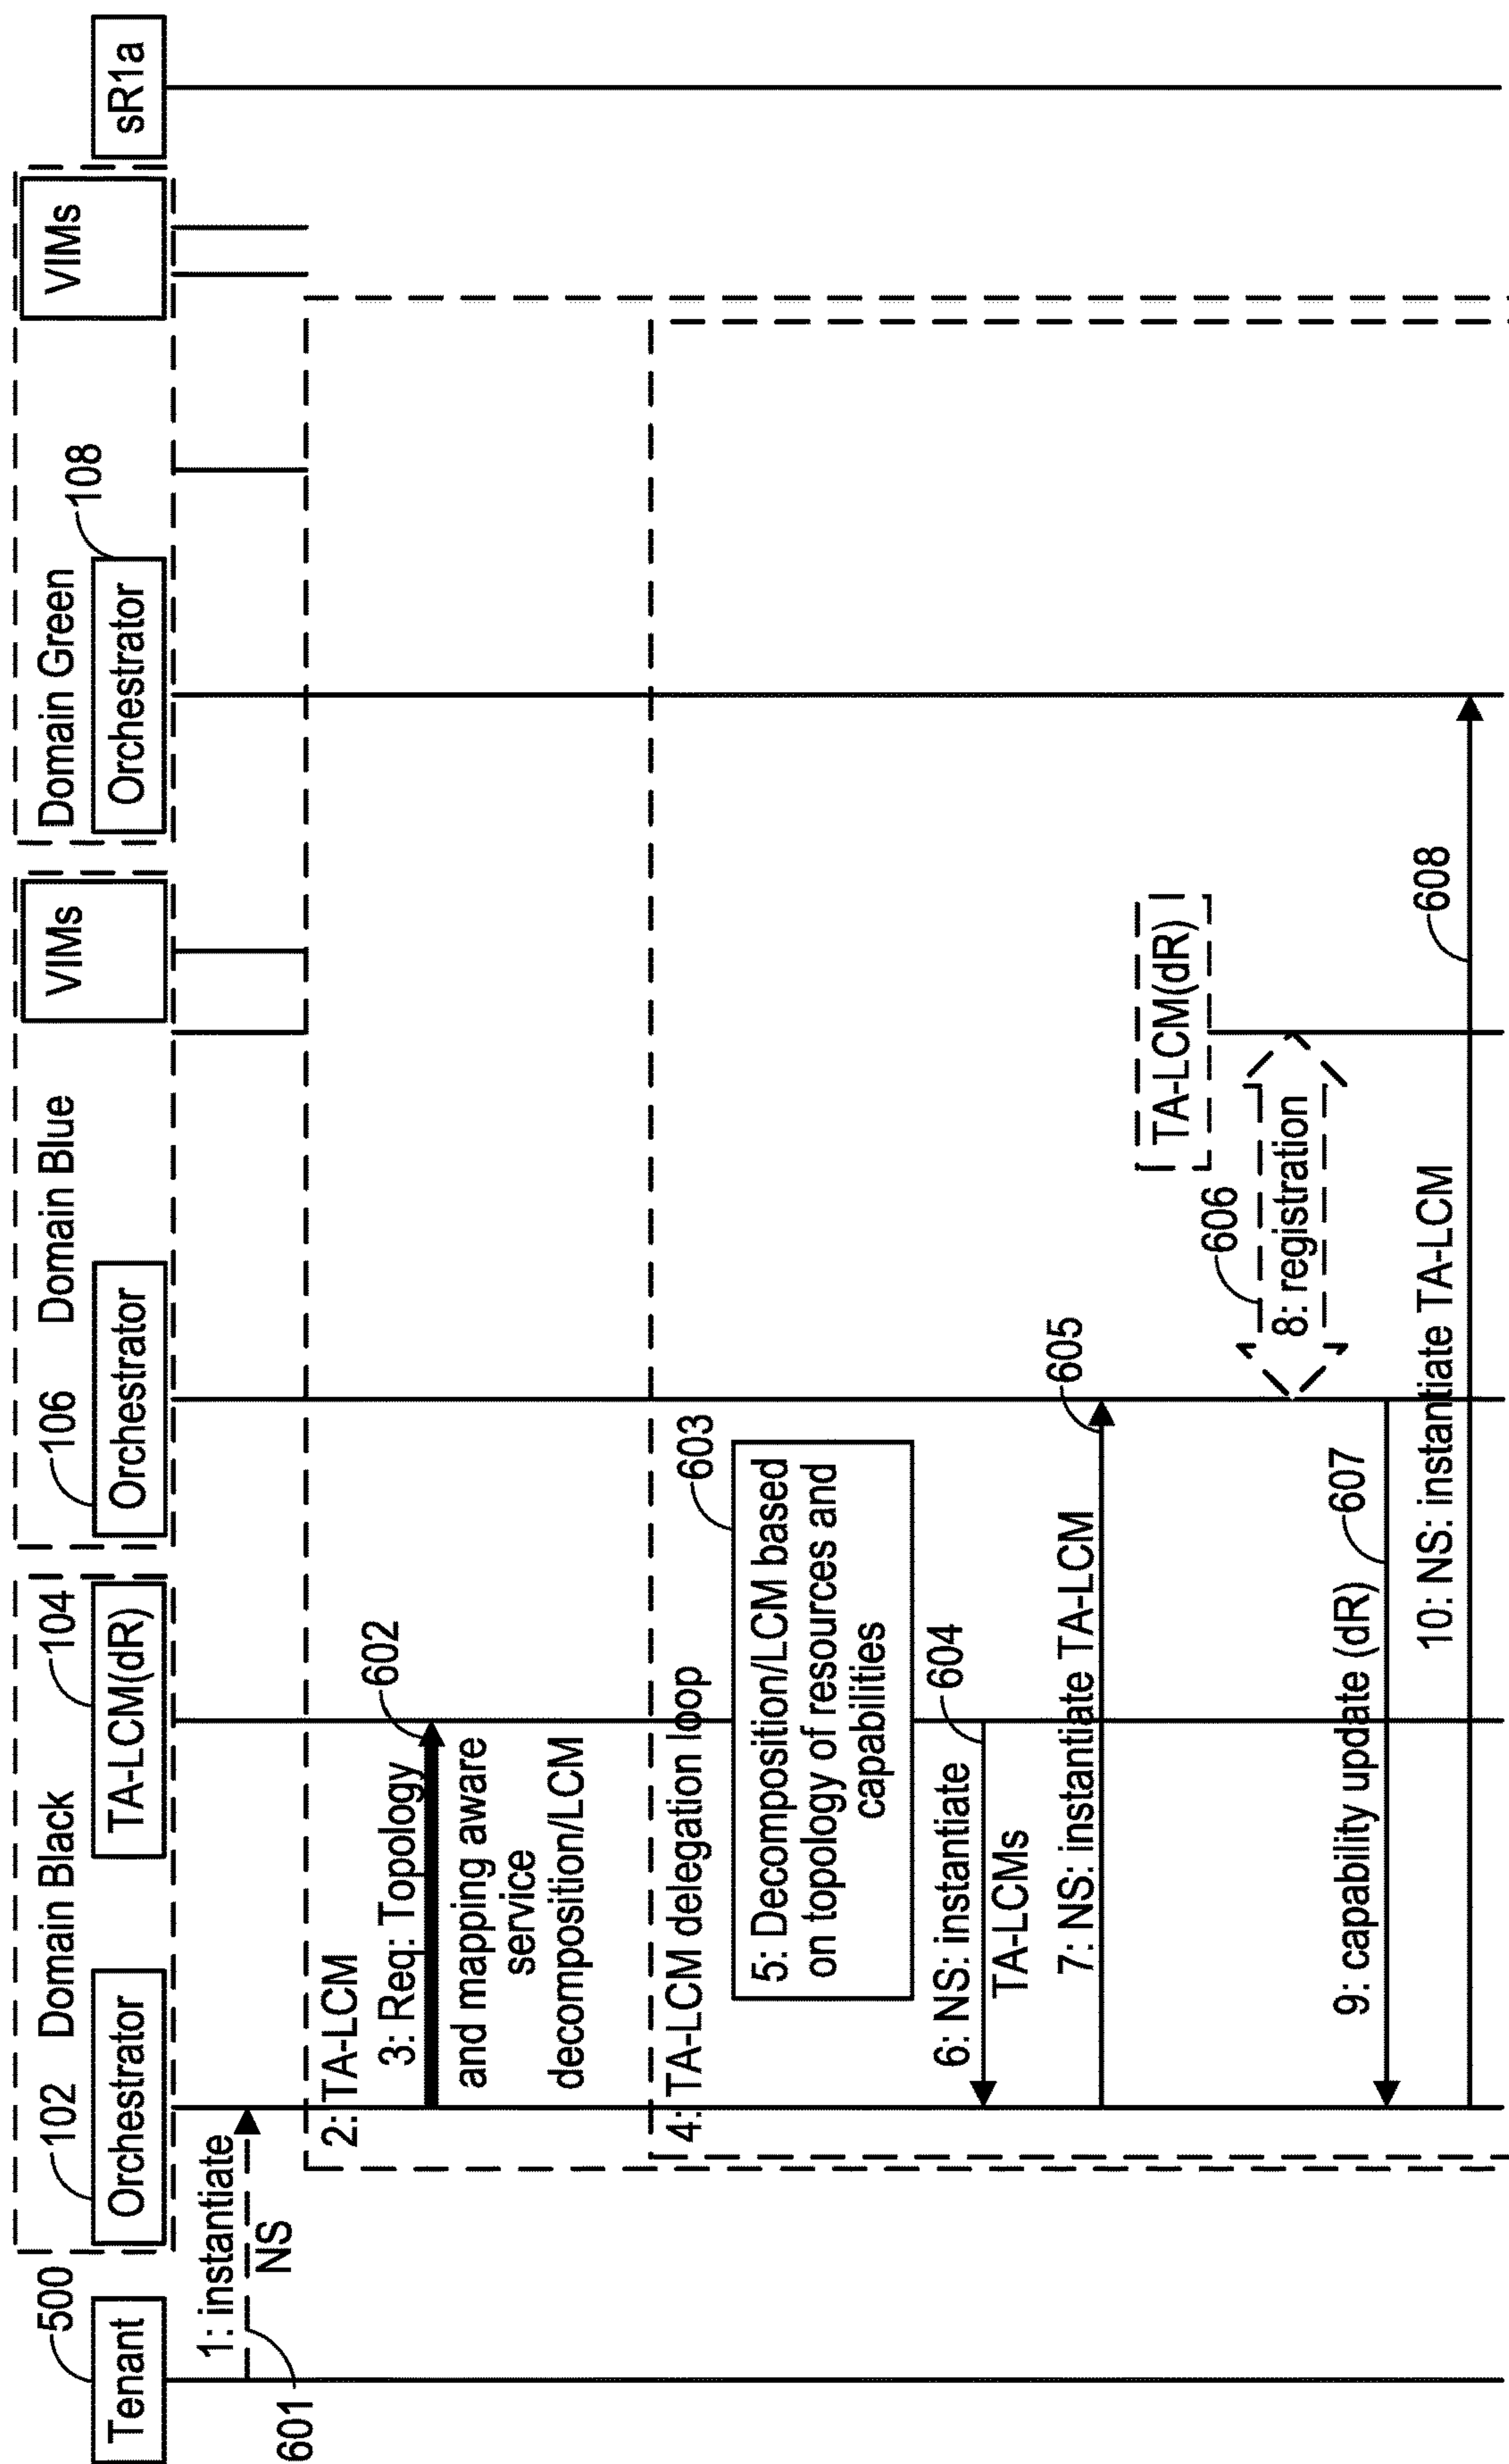 500
Tenant
102
Domain Black
104
Orchestrator
TA-LCM(dR)
106
Domain Blue
Orchestrator
VIMs
Domain Green
108
Orchestrator
VIMs
sR1a
1: instantiate
NS
601
2: TA-LCM
3: Req: Topology
and mapping aware
service
decomposition/LCM
602
4: TA-LCM delegation loop
603
5: Decomposition/LCM based
on topology of resources and
capabilities
6: NS: instantiate
TA-LCMs
604
7: NS: instantiate TA-LCM
605
TA-LCM(dR)
606
8: registration
9: capability update (dR)
607
10: NS: instantiate TA-LCM
608